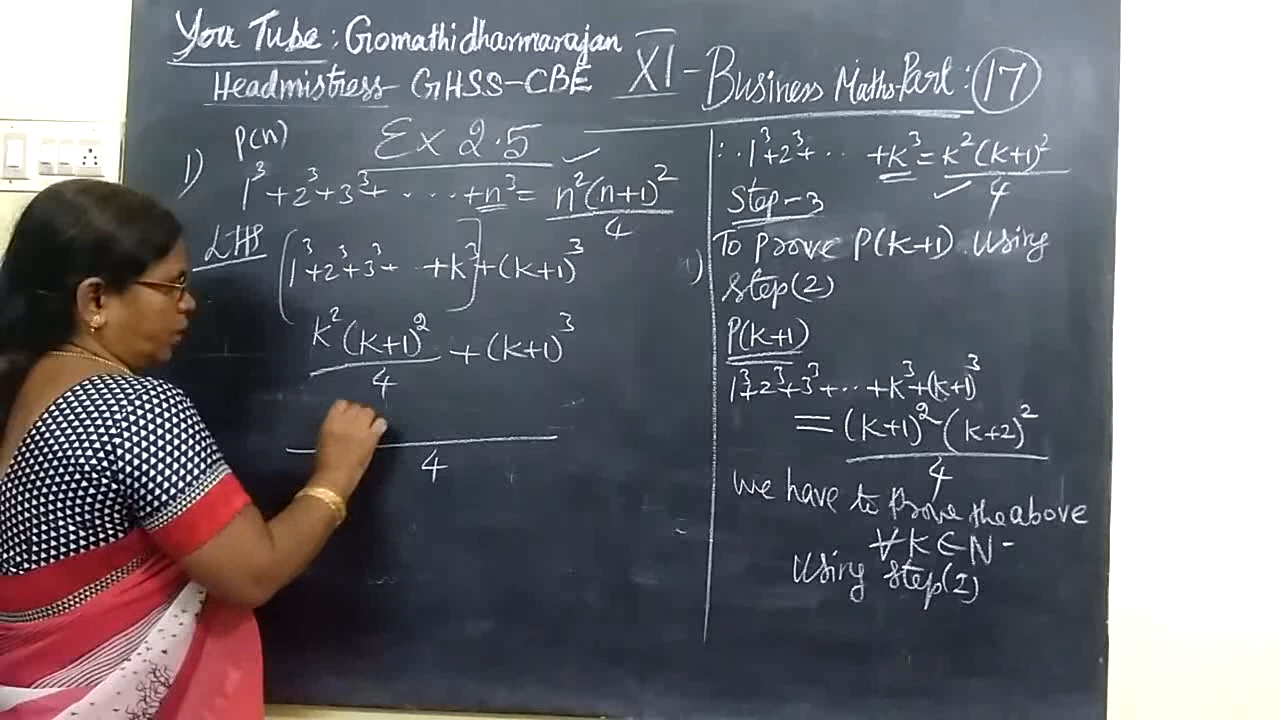 You Tube : Gomathidharmarajan
Headmistress - GHSS-CBE
XI - Business Maths-Part : 17
P(n)
Ex 2.5 ✓
1) 1³+2³+3³+ ⋯ +n³ = n²(n+1)²/4
LHS [1³+2³+3³+ +k³]+(k+1)³
k²(k+1)²/4 + (k+1)³
4
∴ 1³+2³+ ⋯ +k³ = k²(k+1)²/4 ✓
Step-3
To prove P(k+1) using
step(2)
P(k+1)
1³+2³+3³+ ⋯ +k³+(k+1)³
= (k+1)²(k+2)²/4
we have to prove the above
∀ k ∈ N -
using step(2)